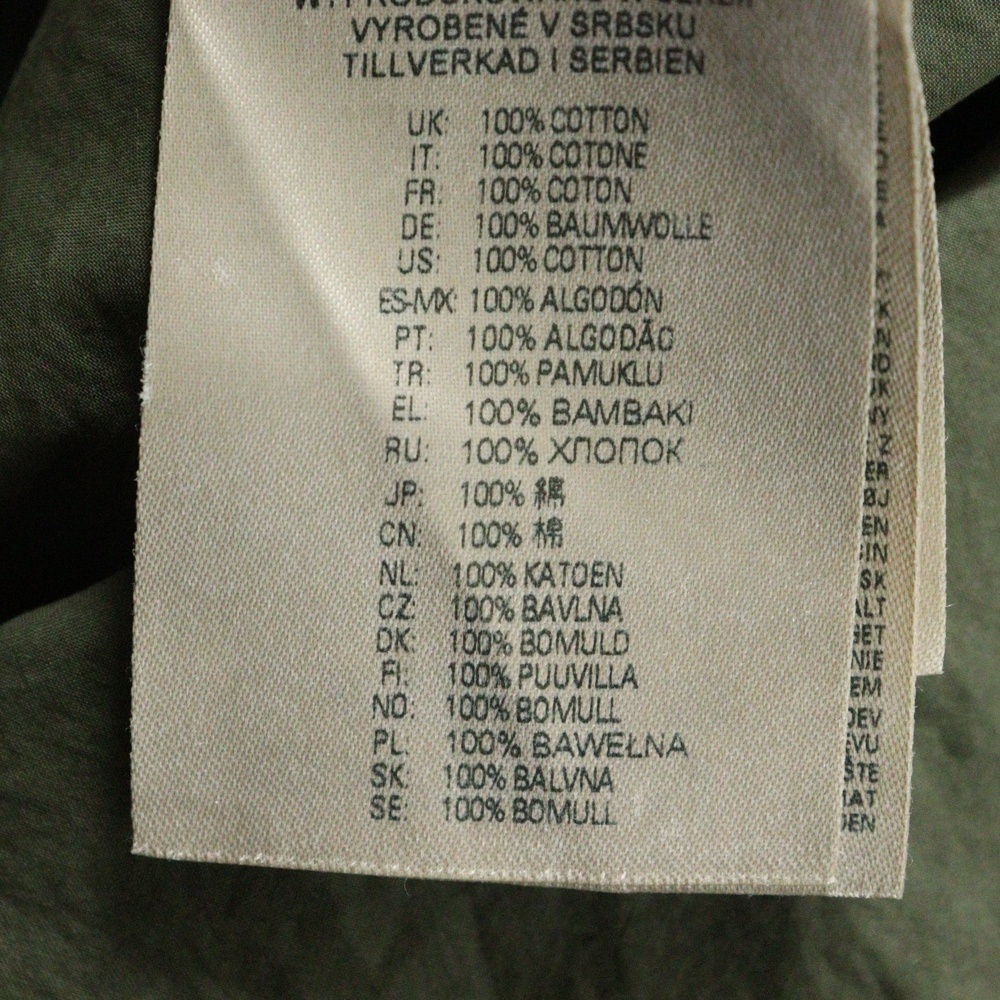 VYROBENÉ V SRBSKU
TILLVERKAD I SERBIEN
UK: 100% COTTON
IT: 100% COTONE
FR: 100% COTON
DE: 100% BAUMWOLLE
US: 100% COTTON
ES-MX: 100% ALGODÓN
PT: 100% ALGODÃO
TR: 100% PAMUKLU
EL: 100% BAMBAKI
RU: 100% ХЛОПОК
JP: 100% 綿
CN: 100% 棉
NL: 100% KATOEN
CZ: 100% BAVLNA
DK: 100% BOMULD
FI: 100% PUUVILLA
NO: 100% BOMULL
PL: 100% BAWEŁNA
SK: 100% BALVNA
SE: 100% BOMULL